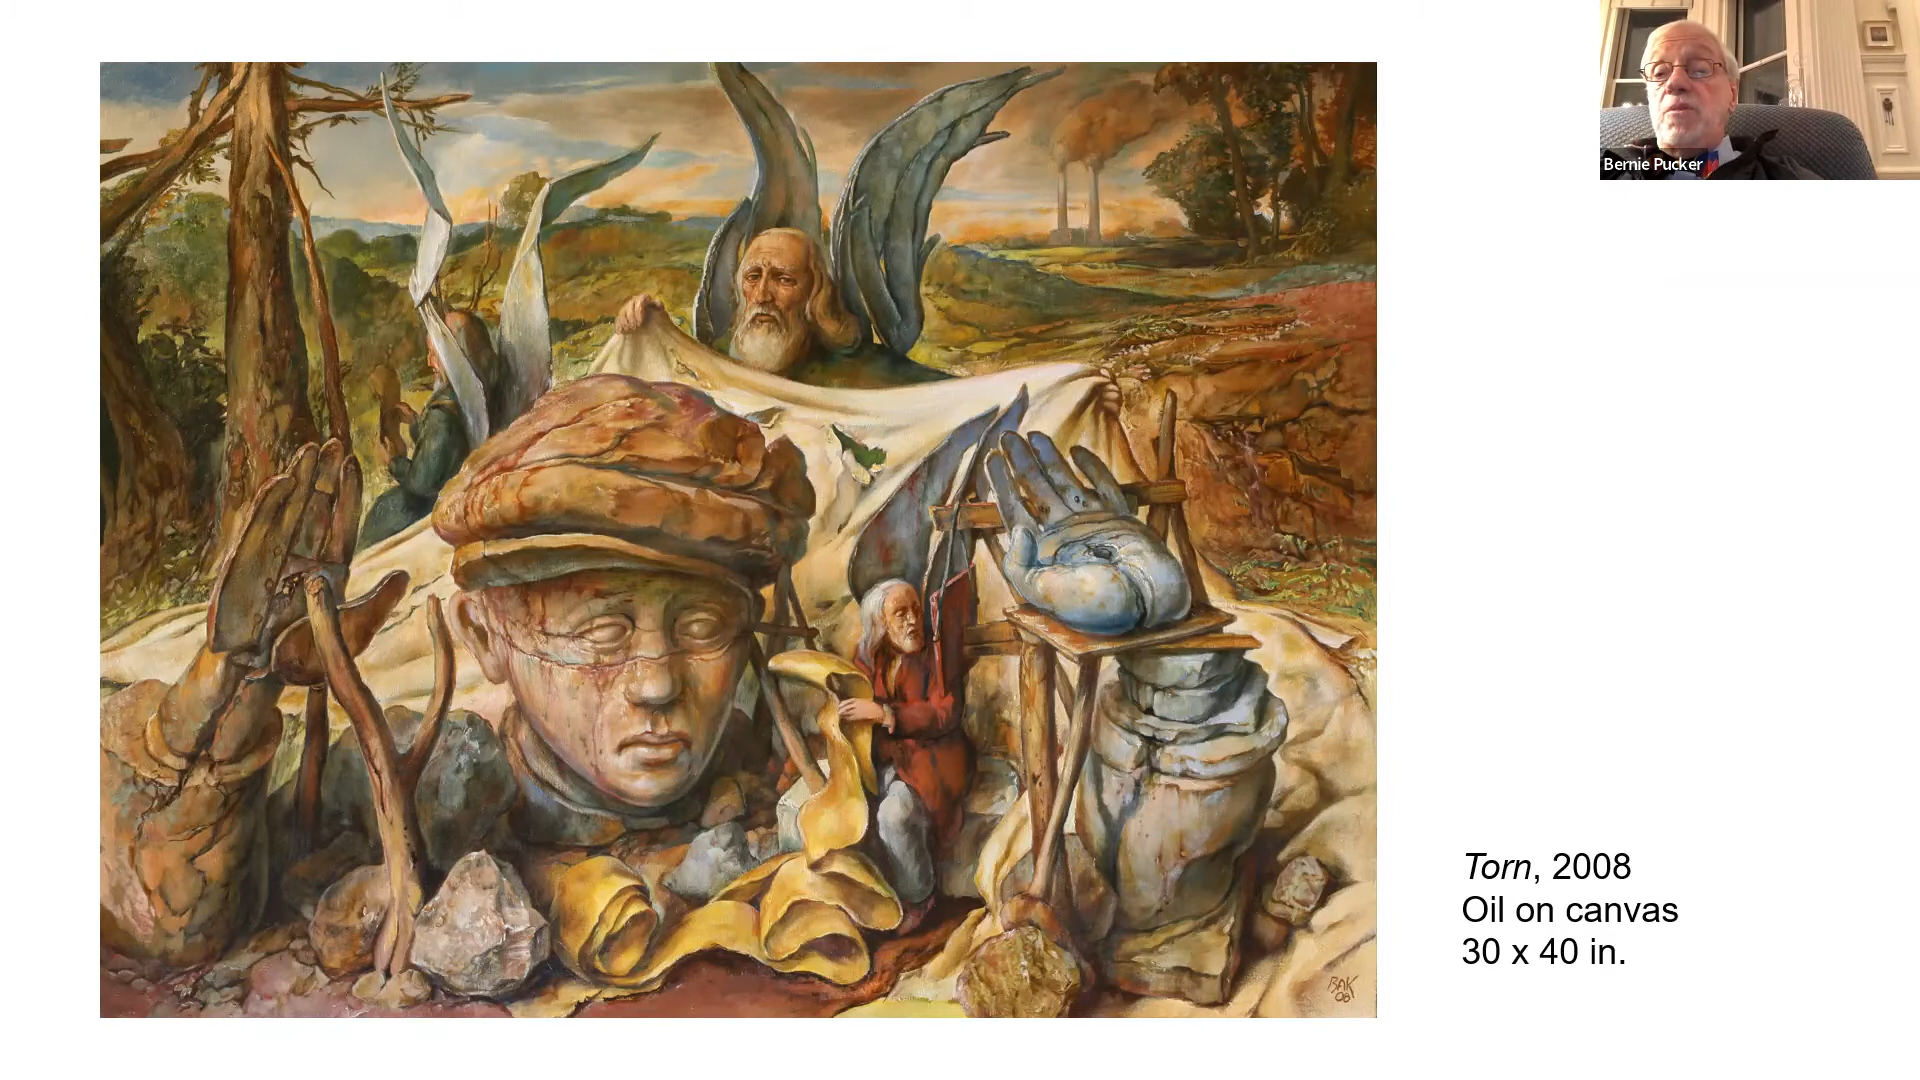 Bernie Pucker
Torn, 2008
Oil on canvas
30 x 40 in.
BAK
08